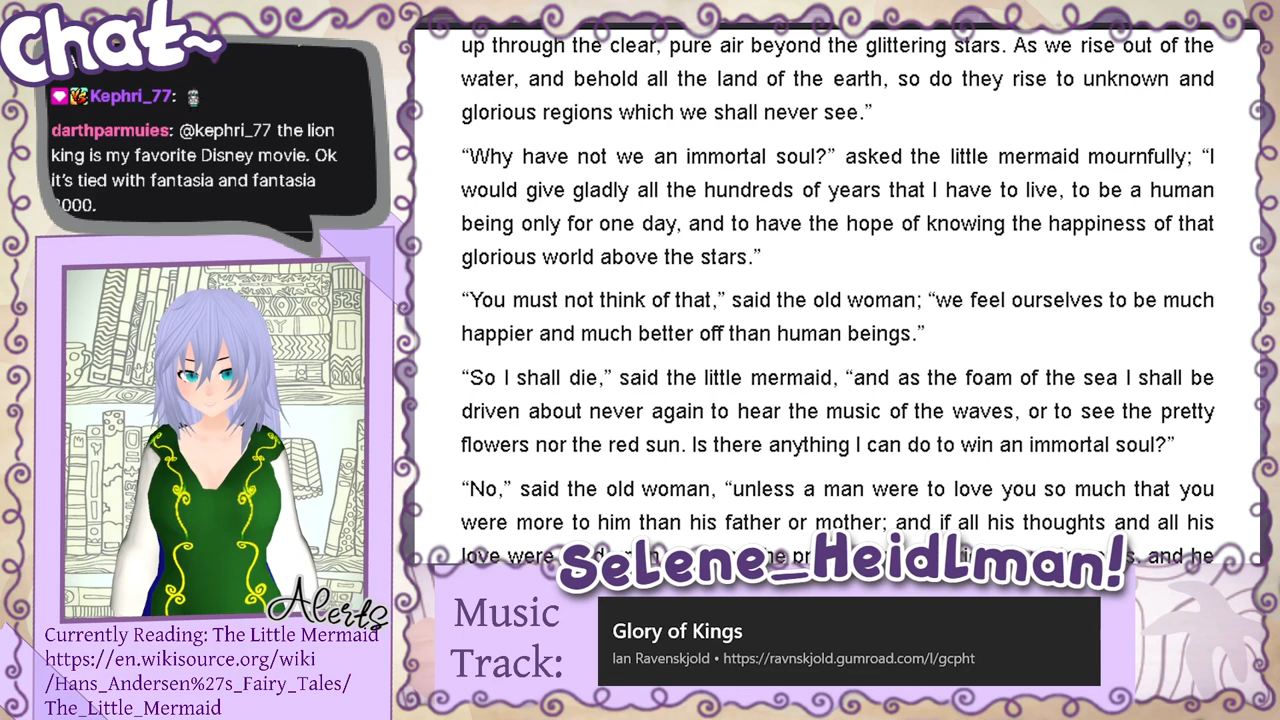 Chat~
Kephri_77:
darthparmuies: @kephri_77 the lion
king is my favorite Disney movie. Ok
it's tied with fantasia and fantasia
2000.
up through the clear, pure air beyond the glittering stars. As we rise out of the
water, and behold all the land of the earth, so do they rise to unknown and
glorious regions which we shall never see.”
“Why have not we an immortal soul?” asked the little mermaid mournfully; “I
would give gladly all the hundreds of years that I have to live, to be a human
being only for one day, and to have the hope of knowing the happiness of that
glorious world above the stars.”
“You must not think of that,” said the old woman; “we feel ourselves to be much
happier and much better off than human beings.”
“So I shall die,” said the little mermaid, “and as the foam of the sea I shall be
driven about never again to hear the music of the waves, or to see the pretty
flowers nor the red sun. Is there anything I can do to win an immortal soul?”
“No,” said the old woman, “unless a man were to love you so much that you
were more to him than his father or mother; and if all his thoughts and all his
love were and he
Selene_Heidlman!
Alerts
Currently Reading: The Little Mermaid
https://en.wikisource.org/wiki
/Hans_Andersen%27s_Fairy_Tales/
The_Little_Mermaid
Music
Track:
Glory of Kings
Ian Ravenskjold • https://ravnskjold.gumroad.com/l/gcpht